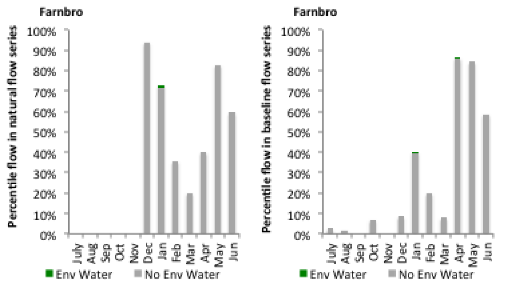 Farnbro
Percentile flow in natural flow series
100%
90%
80%
70%
60%
50%
40%
30%
20%
10%
0%
July Aug Sep Oct Nov Dec Jan Feb Mar Apr May Jun
Env Water No Env Water
Farnbro
Percentile flow in baseline flow series
100%
90%
80%
70%
60%
50%
40%
30%
20%
10%
0%
July Aug Sep Oct Nov Dec Jan Feb Mar Apr May Jun
Env Water No Env Water